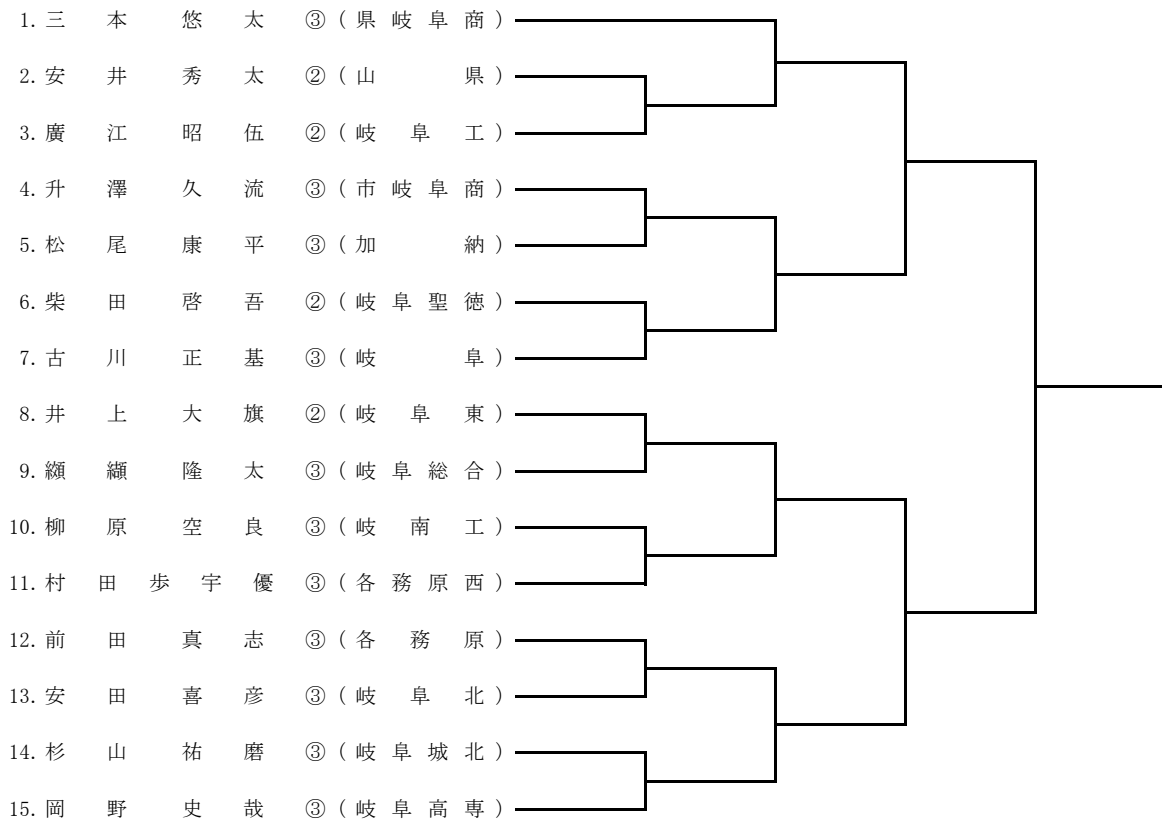 1. 三本悠太 ③ (県岐阜商)
2. 安井秀太 ② (山県)
3. 廣江昭伍 ② (岐阜工)
4. 升澤久流 ③ (市岐阜商)
5. 松尾康平 ③ (加納)
6. 柴田啓吾 ② (岐阜聖徳)
7. 古川正基 ③ (岐阜)
8. 井上大旗 ② (岐阜東)
9. 纐纈隆太 ③ (岐阜総合)
10. 柳原空良 ③ (岐南工)
11. 村田歩宇優 ③ (各務原西)
12. 前田真志 ③ (各務原)
13. 安田喜彦 ③ (岐阜北)
14. 杉山祐磨 ③ (岐阜城北)
15. 岡野史哉 ③ (岐阜高専)